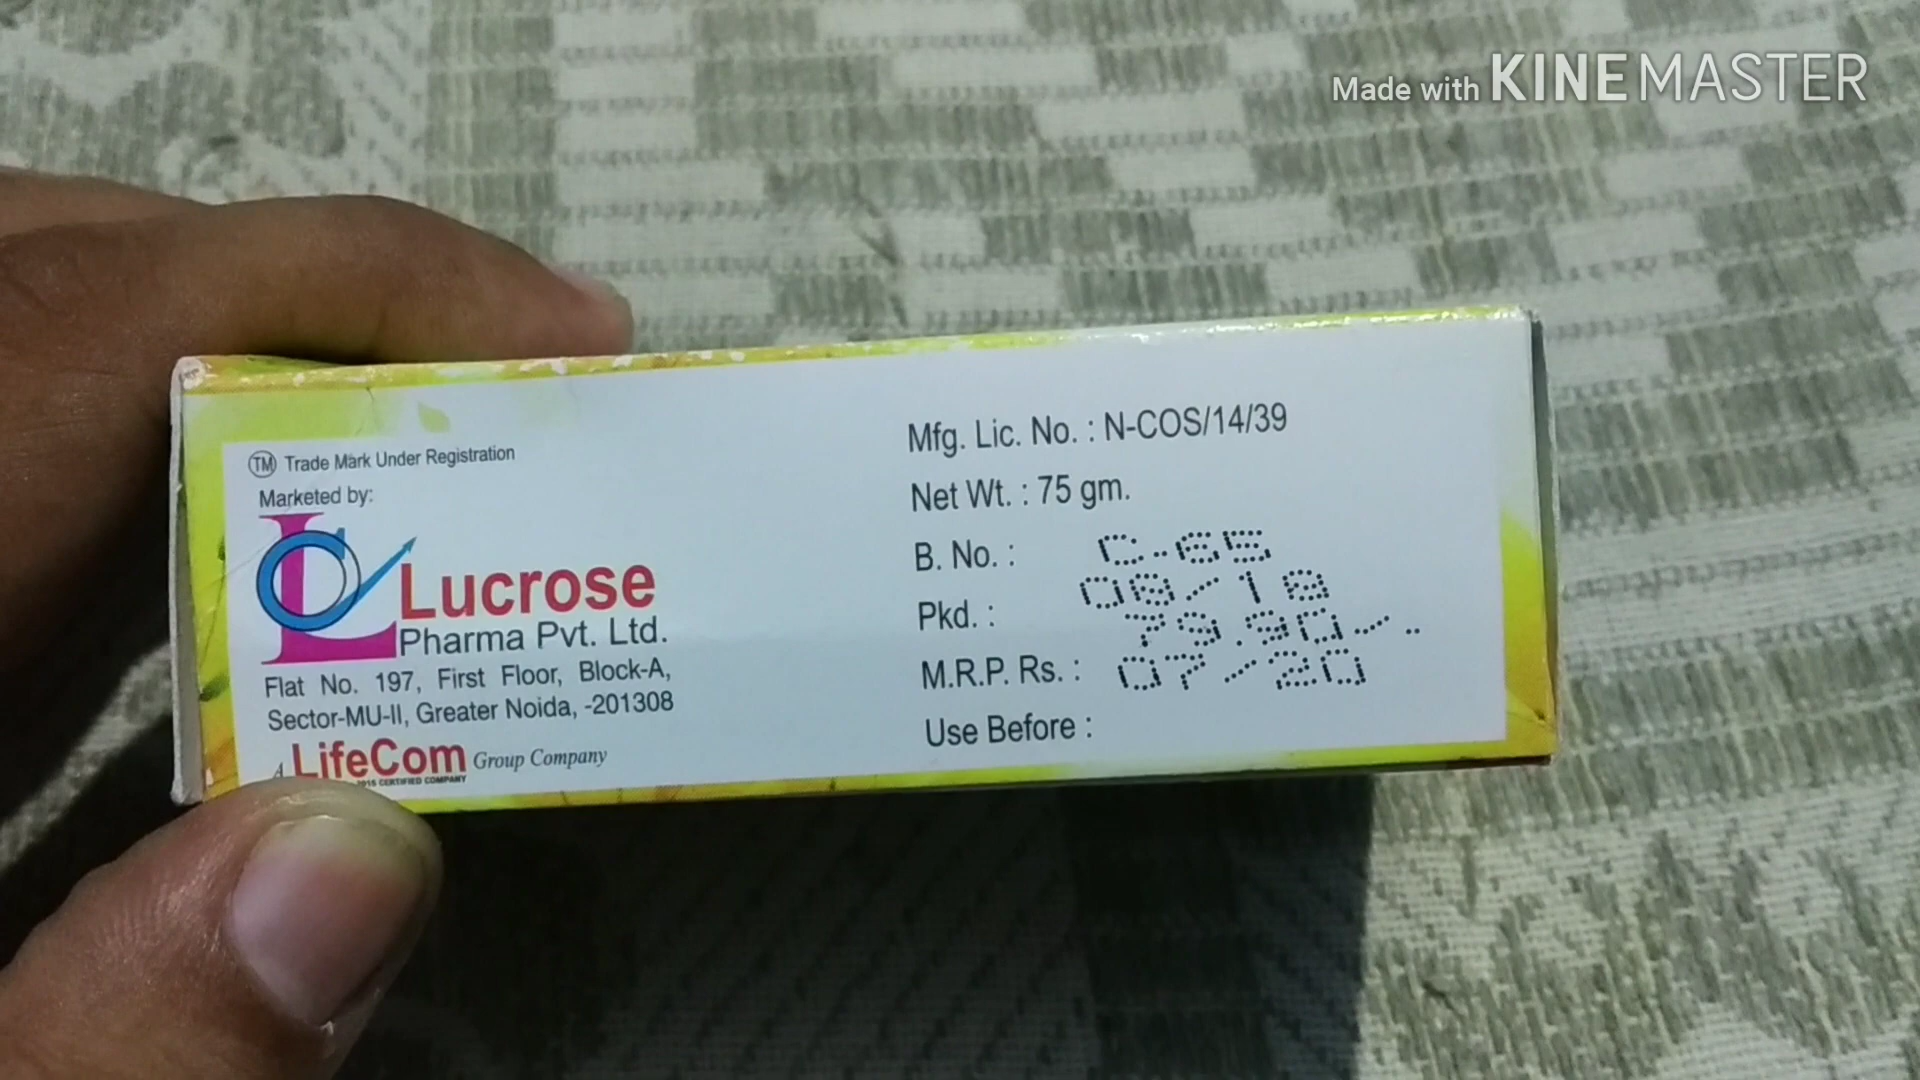 Made with KINEMASTER
TM Trade Mark Under Registration
Marketed by:
Lucrose
Pharma Pvt. Ltd.
Flat No. 197, First Floor, Block-A,
Sector-MU-II, Greater Noida, -201308
A LifeCom Group Company
CERTIFIED COMPANY
Mfg. Lic. No. : N-COS/14/39
Net Wt. : 75 gm.
B. No. : C-65
Pkd. : 08/18
M.R.P. Rs. : 79.90/-.
Use Before : 07/20